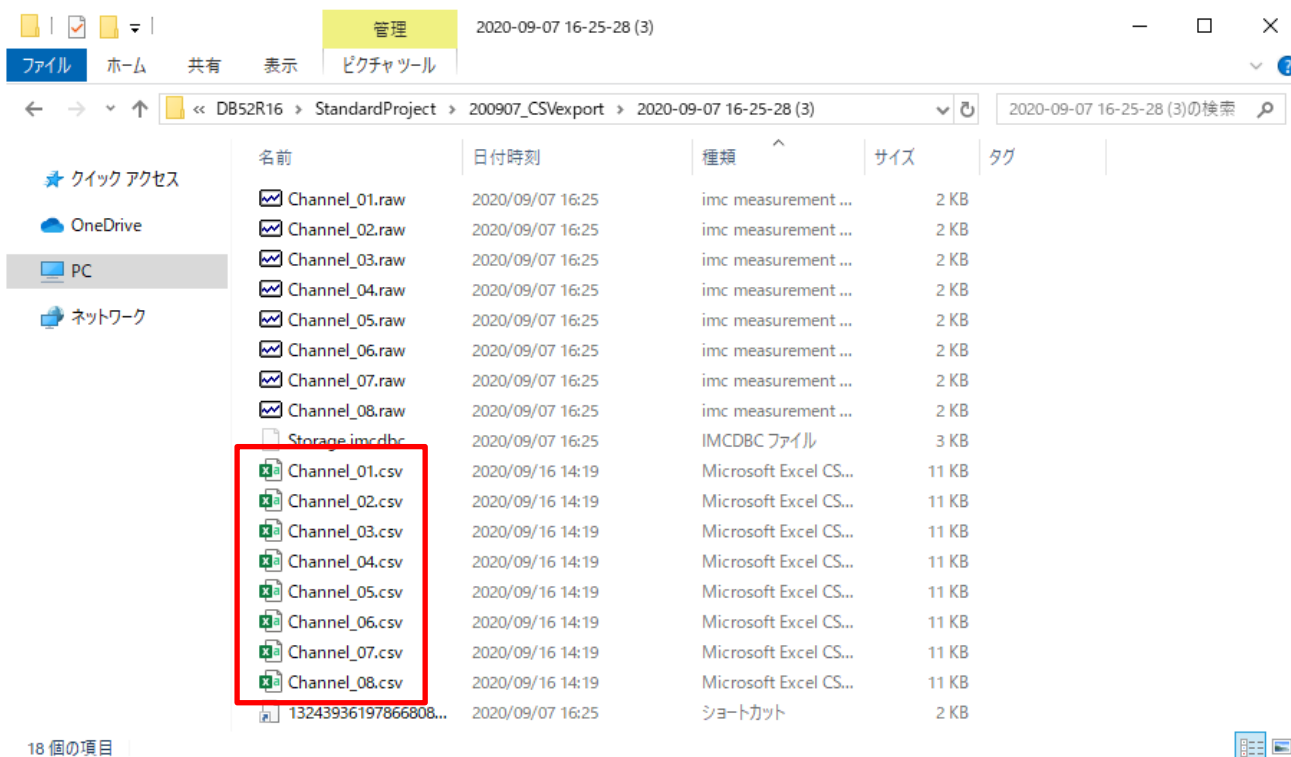 管理 2020-09-07 16-25-28 (3)
ファイル ホーム 共有 表示 ピクチャ ツール
« DB52R16 › StandardProject › 200907_CSVexport › 2020-09-07 16-25-28 (3) 2020-09-07 16-25-28 (3)の検索
名前 日付時刻 種類 サイズ タグ
クイック アクセス
OneDrive
PC
ネットワーク
Channel_01.raw 2020/09/07 16:25 imc measurement ... 2 KB
Channel_02.raw 2020/09/07 16:25 imc measurement ... 2 KB
Channel_03.raw 2020/09/07 16:25 imc measurement ... 2 KB
Channel_04.raw 2020/09/07 16:25 imc measurement ... 2 KB
Channel_05.raw 2020/09/07 16:25 imc measurement ... 2 KB
Channel_06.raw 2020/09/07 16:25 imc measurement ... 2 KB
Channel_07.raw 2020/09/07 16:25 imc measurement ... 2 KB
Channel_08.raw 2020/09/07 16:25 imc measurement ... 2 KB
Storage.imcdbc 2020/09/07 16:25 IMCDBC ファイル 3 KB
Channel_01.csv 2020/09/16 14:19 Microsoft Excel CS... 11 KB
Channel_02.csv 2020/09/16 14:19 Microsoft Excel CS... 11 KB
Channel_03.csv 2020/09/16 14:19 Microsoft Excel CS... 11 KB
Channel_04.csv 2020/09/16 14:19 Microsoft Excel CS... 11 KB
Channel_05.csv 2020/09/16 14:19 Microsoft Excel CS... 11 KB
Channel_06.csv 2020/09/16 14:19 Microsoft Excel CS... 11 KB
Channel_07.csv 2020/09/16 14:19 Microsoft Excel CS... 11 KB
Channel_08.csv 2020/09/16 14:19 Microsoft Excel CS... 11 KB
13243936197866808... 2020/09/07 16:25 ショートカット 2 KB
18 個の項目